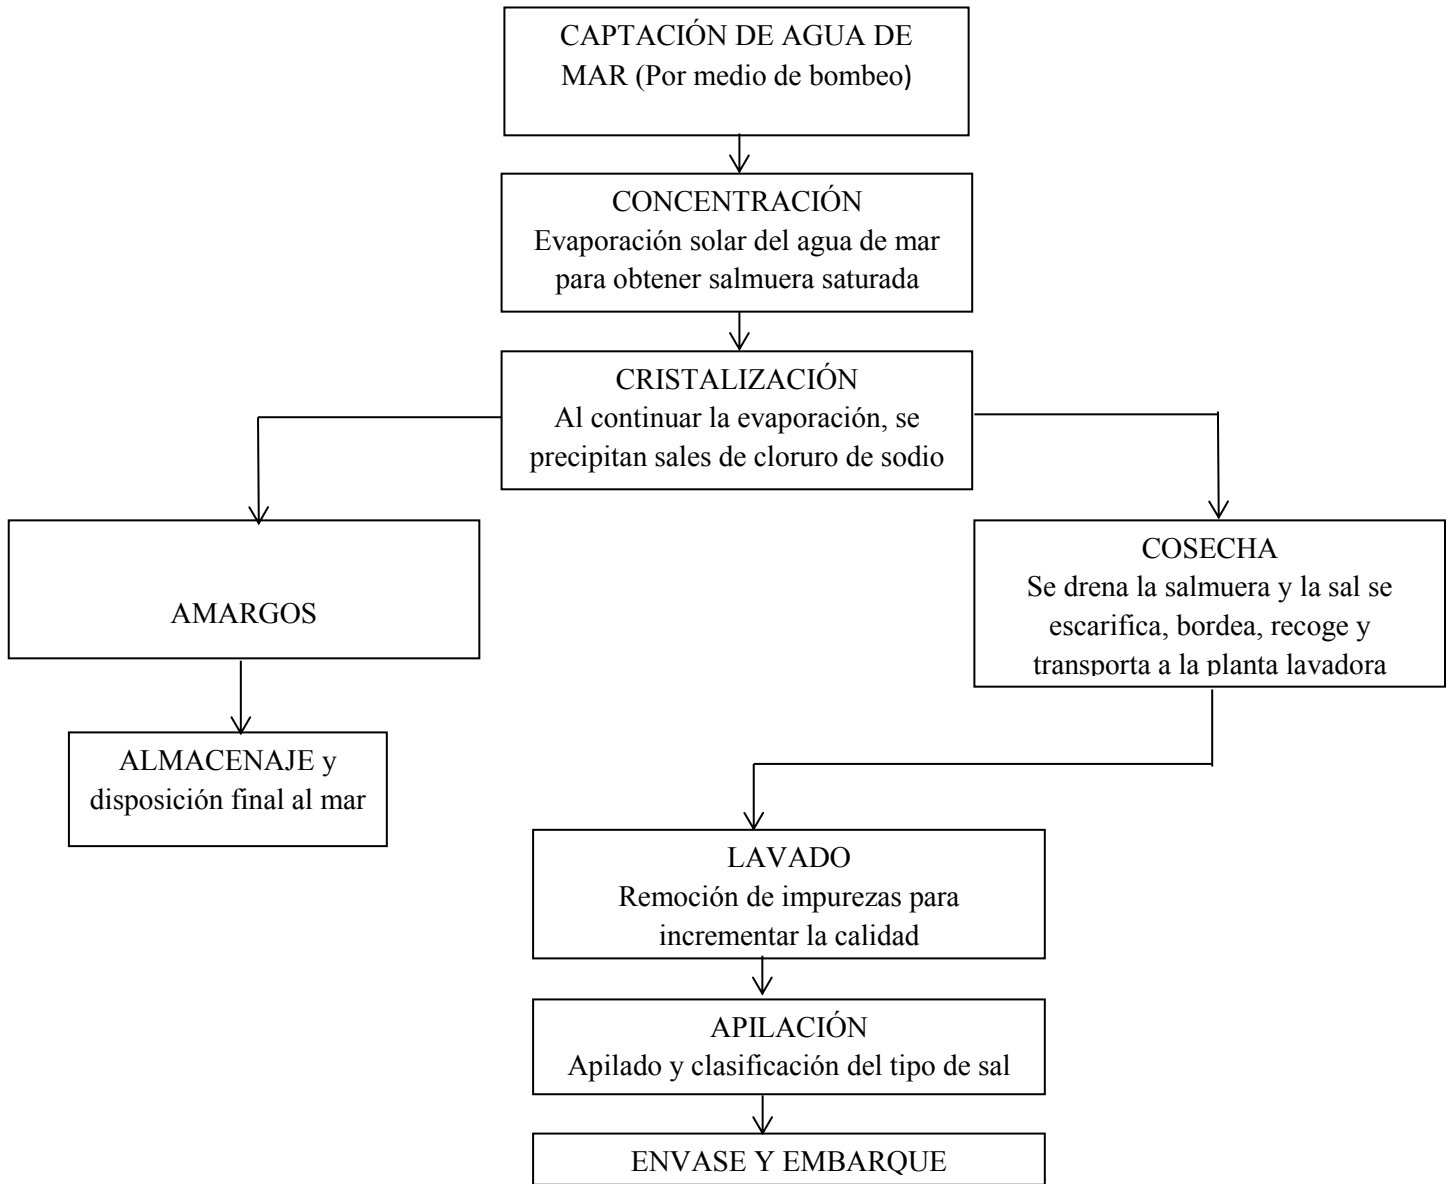 CAPTACIÓN DE AGUA DE
MAR (Por medio de bombeo)
CONCENTRACIÓN
Evaporación solar del agua de mar
para obtener salmuera saturada
CRISTALIZACIÓN
Al continuar la evaporación, se
precipitan sales de cloruro de sodio
AMARGOS
ALMACENAJE y
disposición final al mar
COSECHA
Se drena la salmuera y la sal se
escarifica, bordea, recoge y
transporta a la planta lavadora
LAVADO
Remoción de impurezas para
incrementar la calidad
APILACIÓN
Apilado y clasificación del tipo de sal
ENVASE Y EMBARQUE